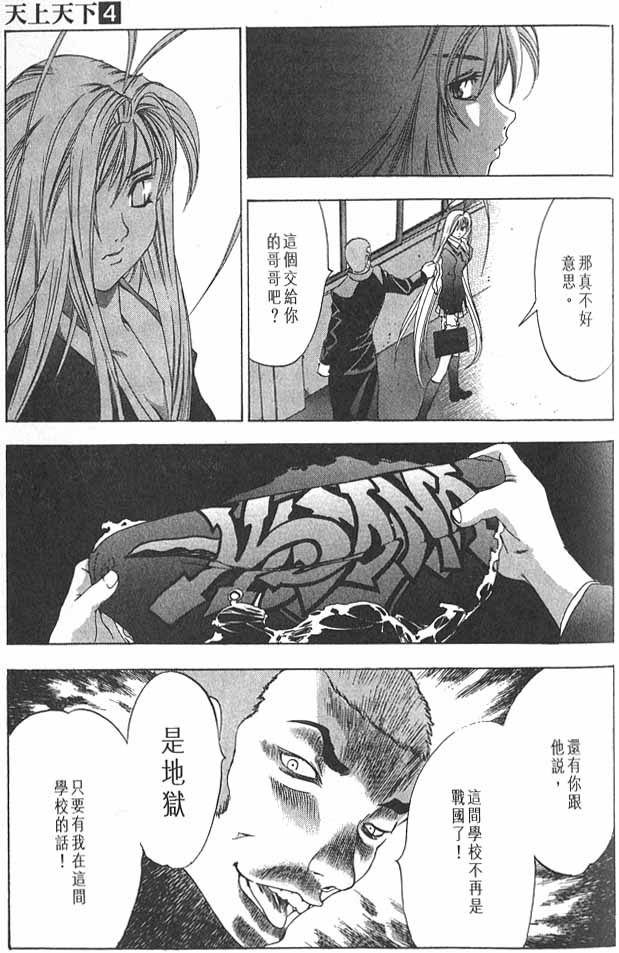 天上天下4
那真不好
意思。
這個交給你
的哥哥吧？
還有你跟
他説，
這間學校不再是
戰國了！
是地獄
只要有我在這間
學校的話！